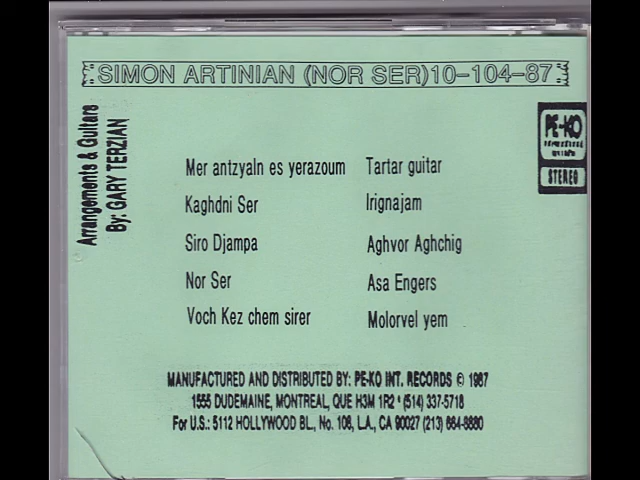 SIMON ARTINIAN (NOR SER)10-104-87
Arrangements & Guitars
By: GARY TERZIAN
PE-KO
STEREO
Mer antzyaln es yerazoum
Kaghdni Ser
Siro Djampa
Nor Ser
Voch Kez chem sirer
Tartar guitar
Irignajam
Aghvor Aghchig
Asa Engers
Molorvel yem
MANUFACTURED AND DISTRIBUTED BY: PE-KO INT. RECORDS © 1987
1555 DUDEMAINE, MONTREAL, QUE H3M 1R2 * (514) 337-5718
For U.S.: 5112 HOLLYWOOD BL., No. 108, L.A., CA 90027 (213) 664-8880